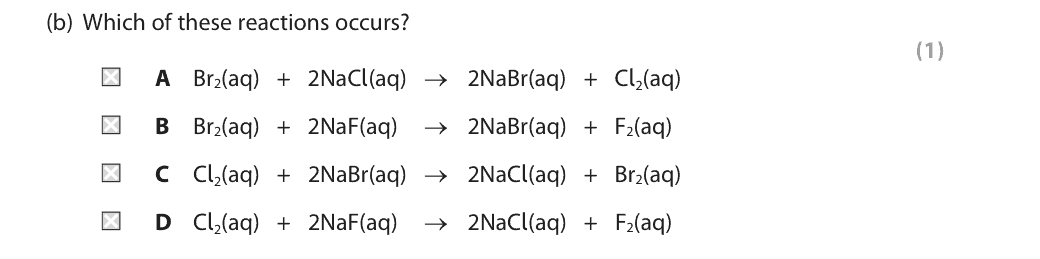 (b) Which of these reactions occurs?
(1)
A Br₂(aq) + 2NaCl(aq) → 2NaBr(aq) + Cl₂(aq)
B Br₂(aq) + 2NaF(aq) → 2NaBr(aq) + F₂(aq)
C Cl₂(aq) + 2NaBr(aq) → 2NaCl(aq) + Br₂(aq)
D Cl₂(aq) + 2NaF(aq) → 2NaCl(aq) + F₂(aq)